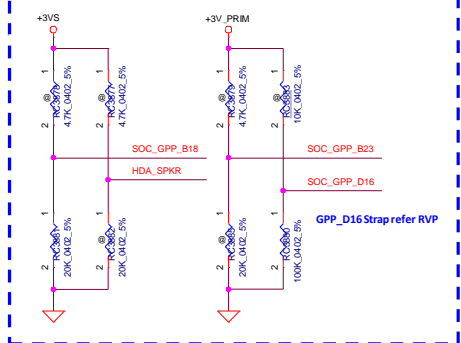 +3VS
+3V_PRIM
1
1
1
1
@
@
@
@
4.7K_0402_5%
4.7K_0402_5%
4.7K_0402_5%
10K_0402_5%
2
2
2
2
SOC_GPP_B18
SOC_GPP_B23
HDA_SPKR
SOC_GPP_D16
GPP_D16 Strap refer RVP
1
1
1
1
@
@
@
20K_0402_5%
20K_0402_5%
20K_0402_5%
100K_0402_5%
2
2
2
2